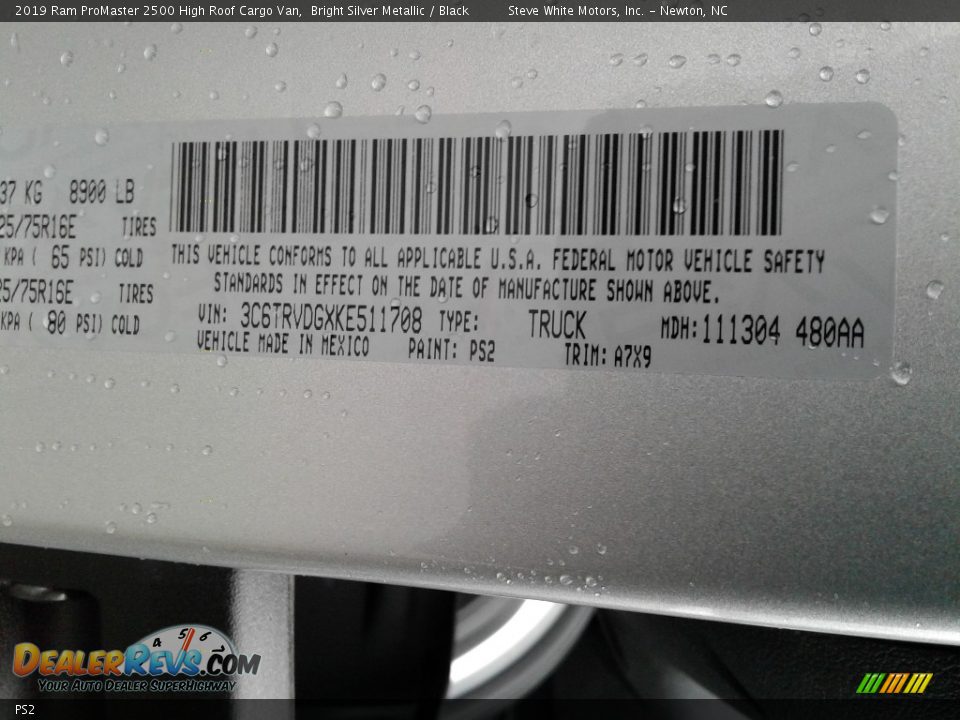 2019 Ram ProMaster 2500 High Roof Cargo Van, Bright Silver Metallic / Black Steve White Motors, Inc. - Newton, NC
37 KG 8900 LB
25/75R16E TIRES
KPA ( 65 PSI) COLD
25/75R16E TIRES
KPA ( 80 PSI) COLD
THIS VEHICLE CONFORMS TO ALL APPLICABLE U.S.A. FEDERAL MOTOR VEHICLE SAFETY
STANDARDS IN EFFECT ON THE DATE OF MANUFACTURE SHOWN ABOVE.
VIN: 3C6TRVDGXKE511708 TYPE: TRUCK MDH:111304 480AA
VEHICLE MADE IN MEXICO PAINT: PS2 TRIM: A7X9
4 5 6
DEALERREVS.COM
YOUR AUTO DEALER SUPERHIGHWAY
PS2